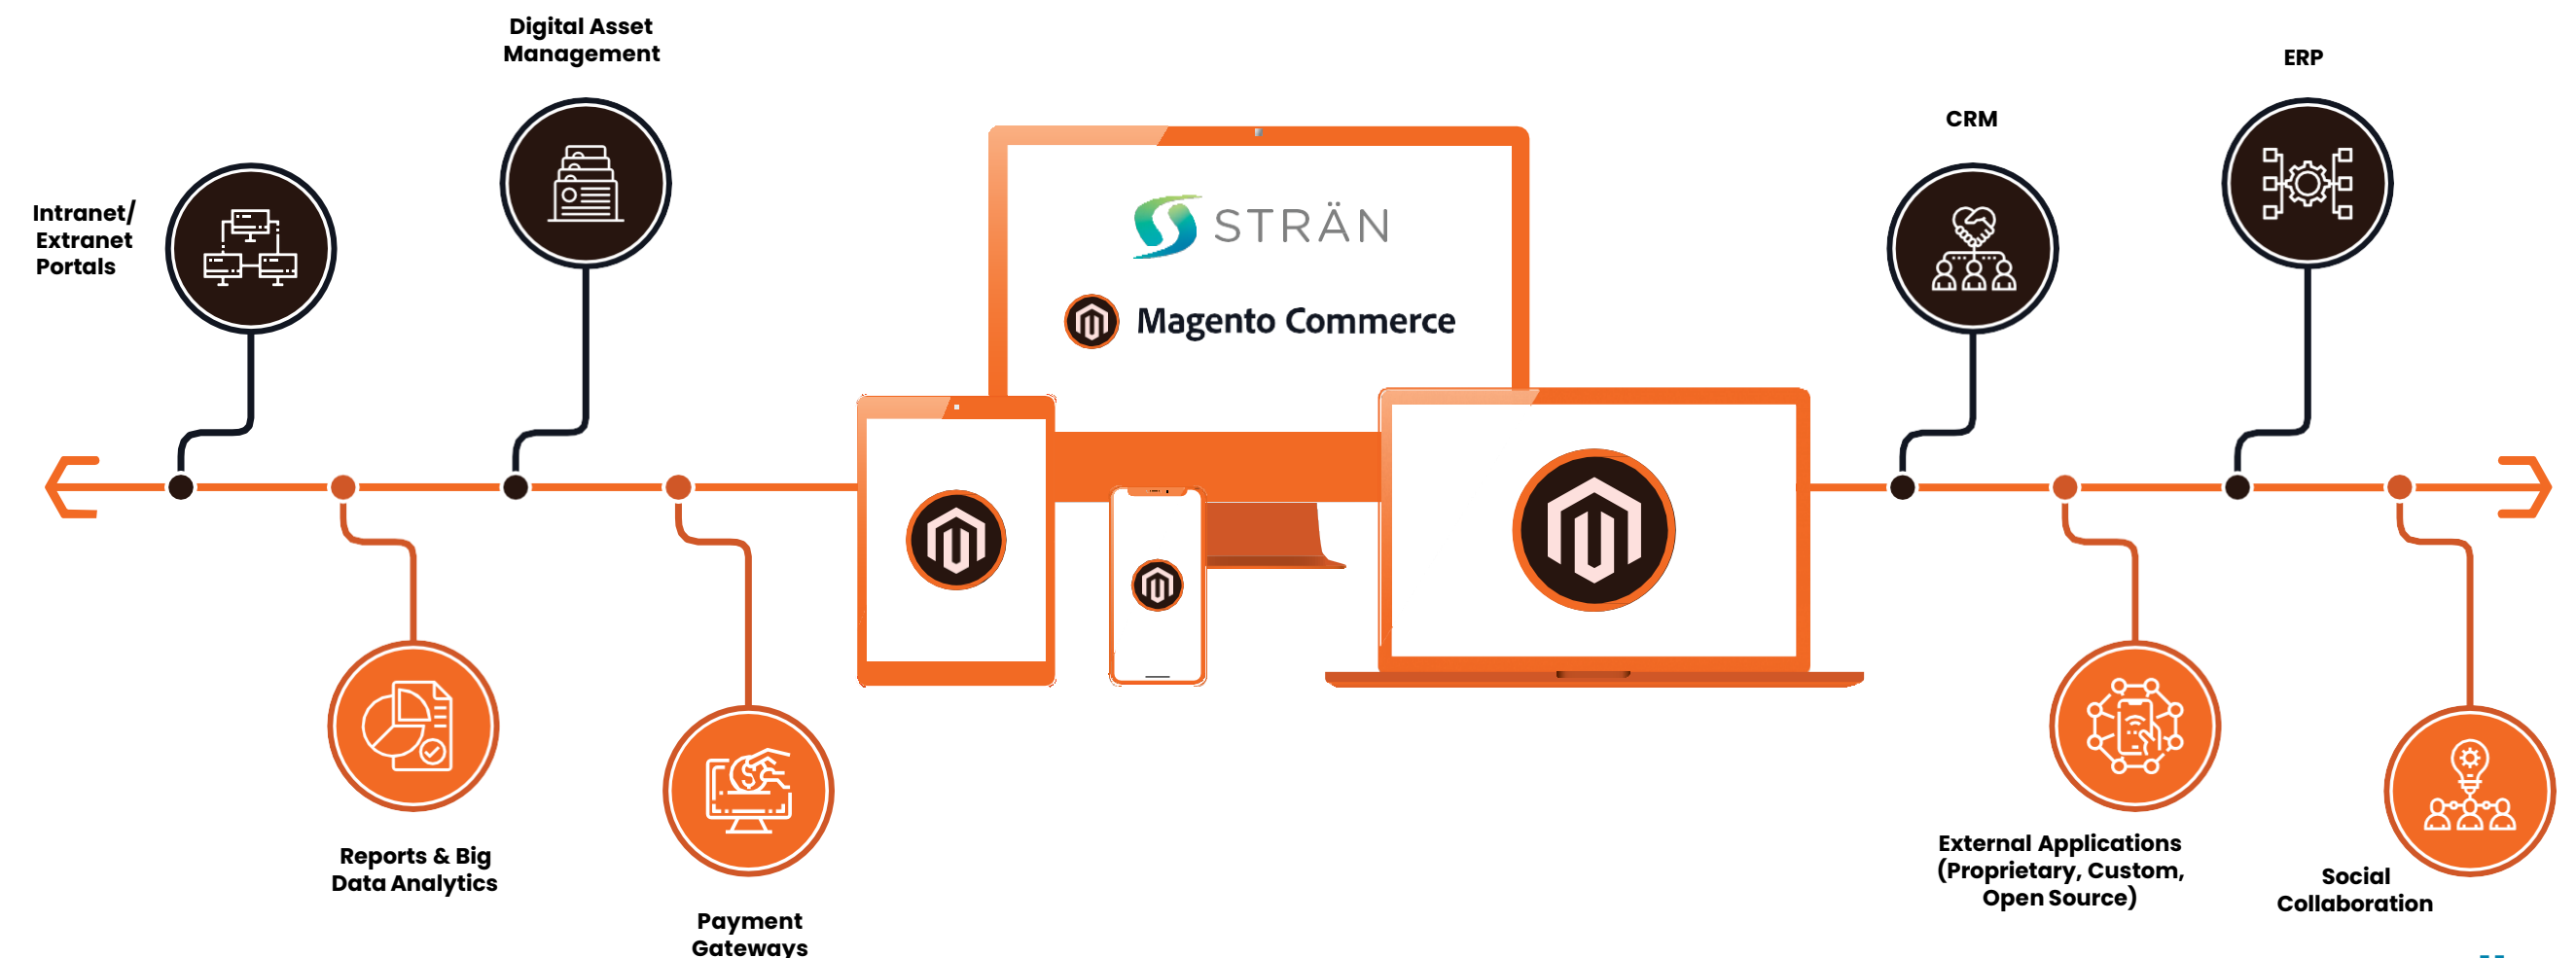 Digital Asset
Management
ERP
CRM
Intranet/
Extranet
Portals
STRÄN
Magento Commerce
Reports & Big
Data Analytics
Payment
Gateways
External Applications
(Proprietary, Custom,
Open Source)
Social
Collaboration